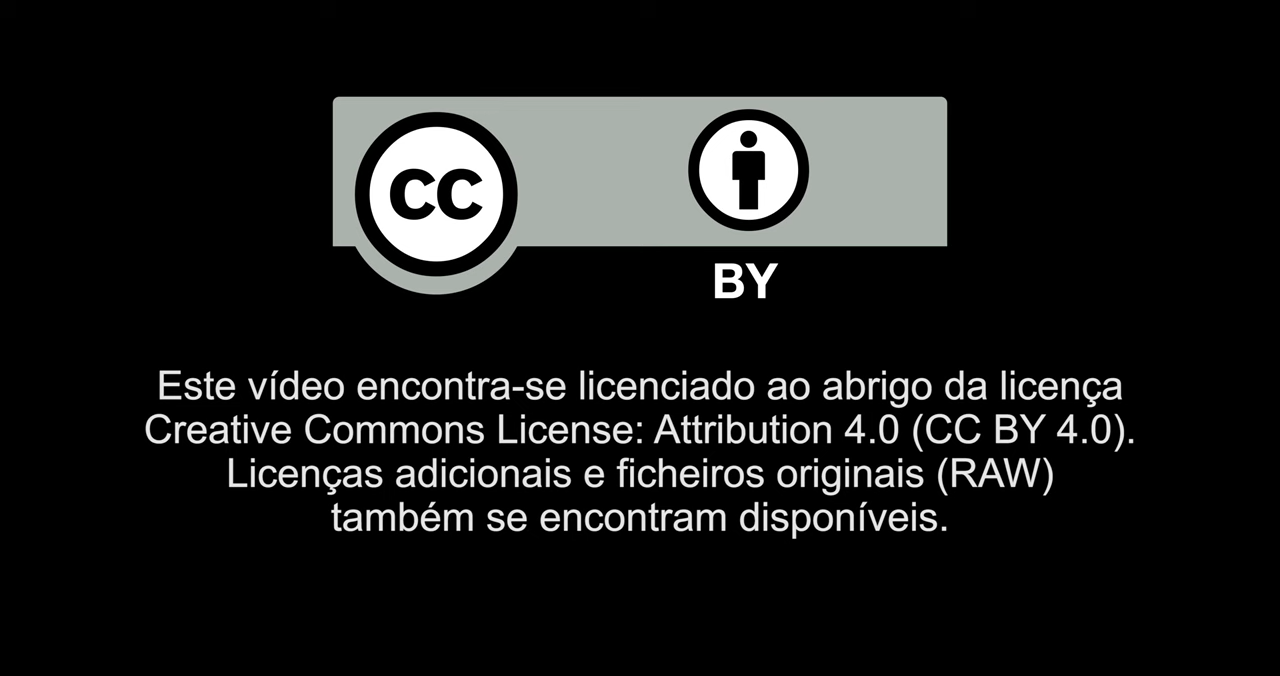 CC
BY
Este vídeo encontra-se licenciado ao abrigo da licença
Creative Commons License: Attribution 4.0 (CC BY 4.0).
Licenças adicionais e ficheiros originais (RAW)
também se encontram disponíveis.